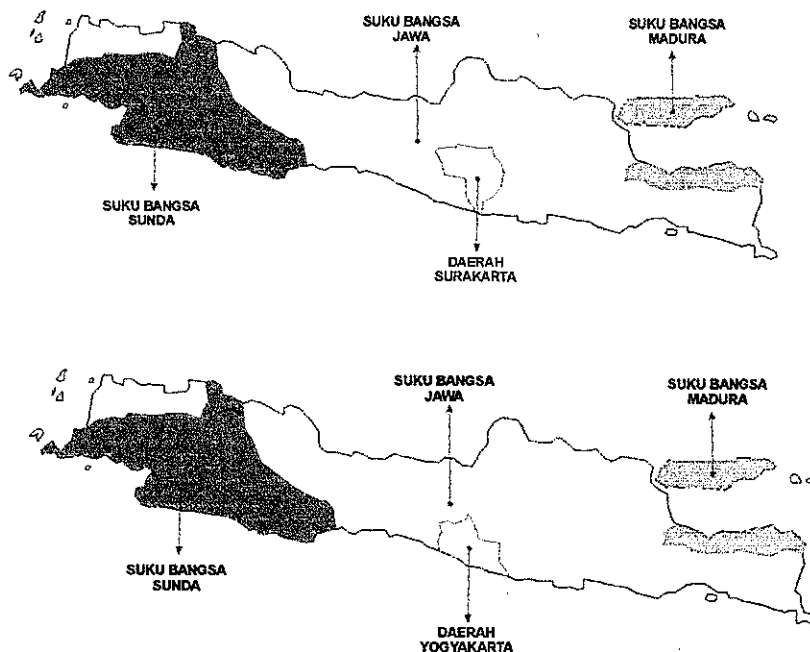 SUKU BANGSA
JAWA
SUKU BANGSA
MADURA
SUKU BANGSA
SUNDA
DAERAH
SURAKARTA
SUKU BANGSA
JAWA
SUKU BANGSA
MADURA
SUKU BANGSA
SUNDA
DAERAH
YOGYAKARTA